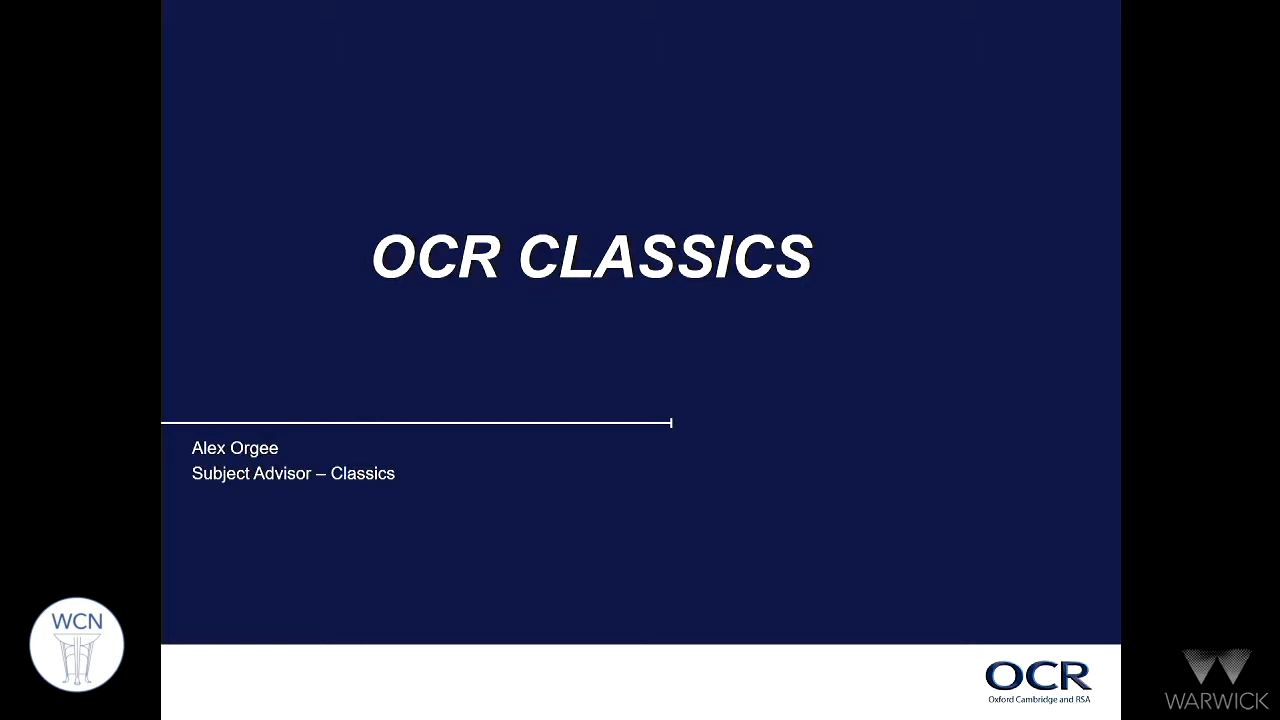 OCR CLASSICS
Alex Orgee
Subject Advisor – Classics
WCN
OCR
Oxford Cambridge and RSA
WARWICK